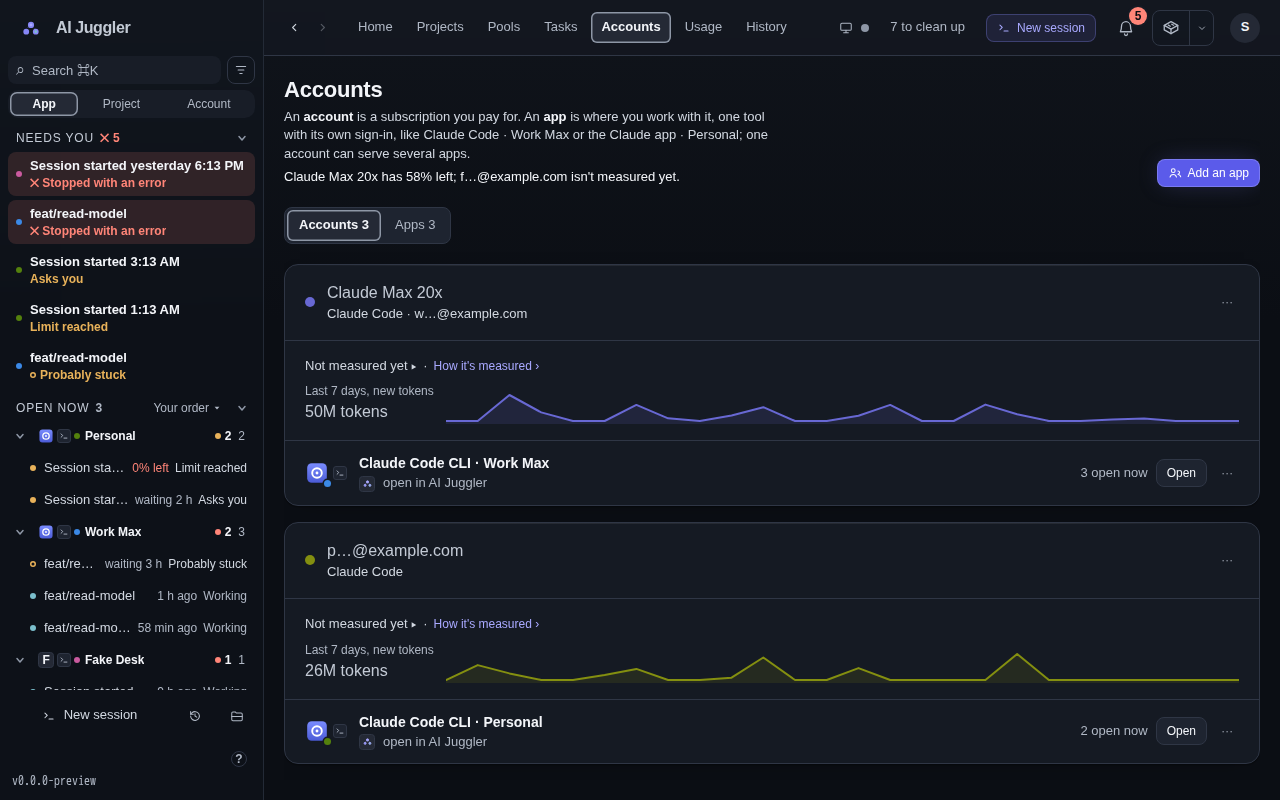 AI Juggler
Search ⌘K
App Project Account
NEEDS YOU 5
Session started yesterday 6:13 PM
Stopped with an error
feat/read-model
Stopped with an error
Session started 3:13 AM
Asks you
Session started 1:13 AM
Limit reached
feat/read-model
Probably stuck
OPEN NOW 3 Your order
Personal 2 2
Session sta… 0% left Limit reached
Session star… waiting 2 h Asks you
Work Max 2 3
feat/re… waiting 3 h Probably stuck
feat/read-model 1 h ago Working
feat/read-mo… 58 min ago Working
F Fake Desk 1 1
New session
?
v0.0.0-preview
Home Projects Pools Tasks Accounts Usage History 7 to clean up New session 5 S
Accounts
An account is a subscription you pay for. An app is where you work with it, one tool
with its own sign-in, like Claude Code · Work Max or the Claude app · Personal; one
account can serve several apps.
Claude Max 20x has 58% left; f…@example.com isn't measured yet.
Add an app
Accounts 3 Apps 3
Claude Max 20x
Claude Code · w…@example.com
Not measured yet ▸ · How it's measured ›
Last 7 days, new tokens
50M tokens
Claude Code CLI · Work Max
open in AI Juggler
3 open now Open
p…@example.com
Claude Code
Not measured yet ▸ · How it's measured ›
Last 7 days, new tokens
26M tokens
Claude Code CLI · Personal
open in AI Juggler
2 open now Open